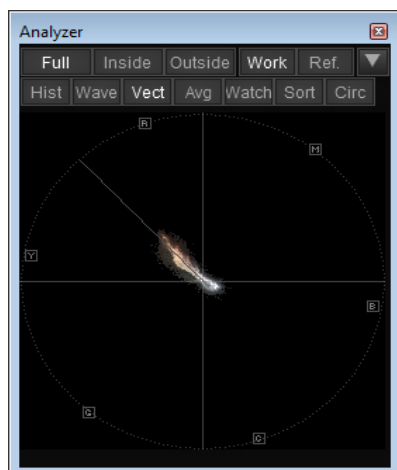 Analyzer
Full Inside Outside Work Ref.
Hist Wave Vect Avg Watch Sort Circ
R
M
Y
B
G
C